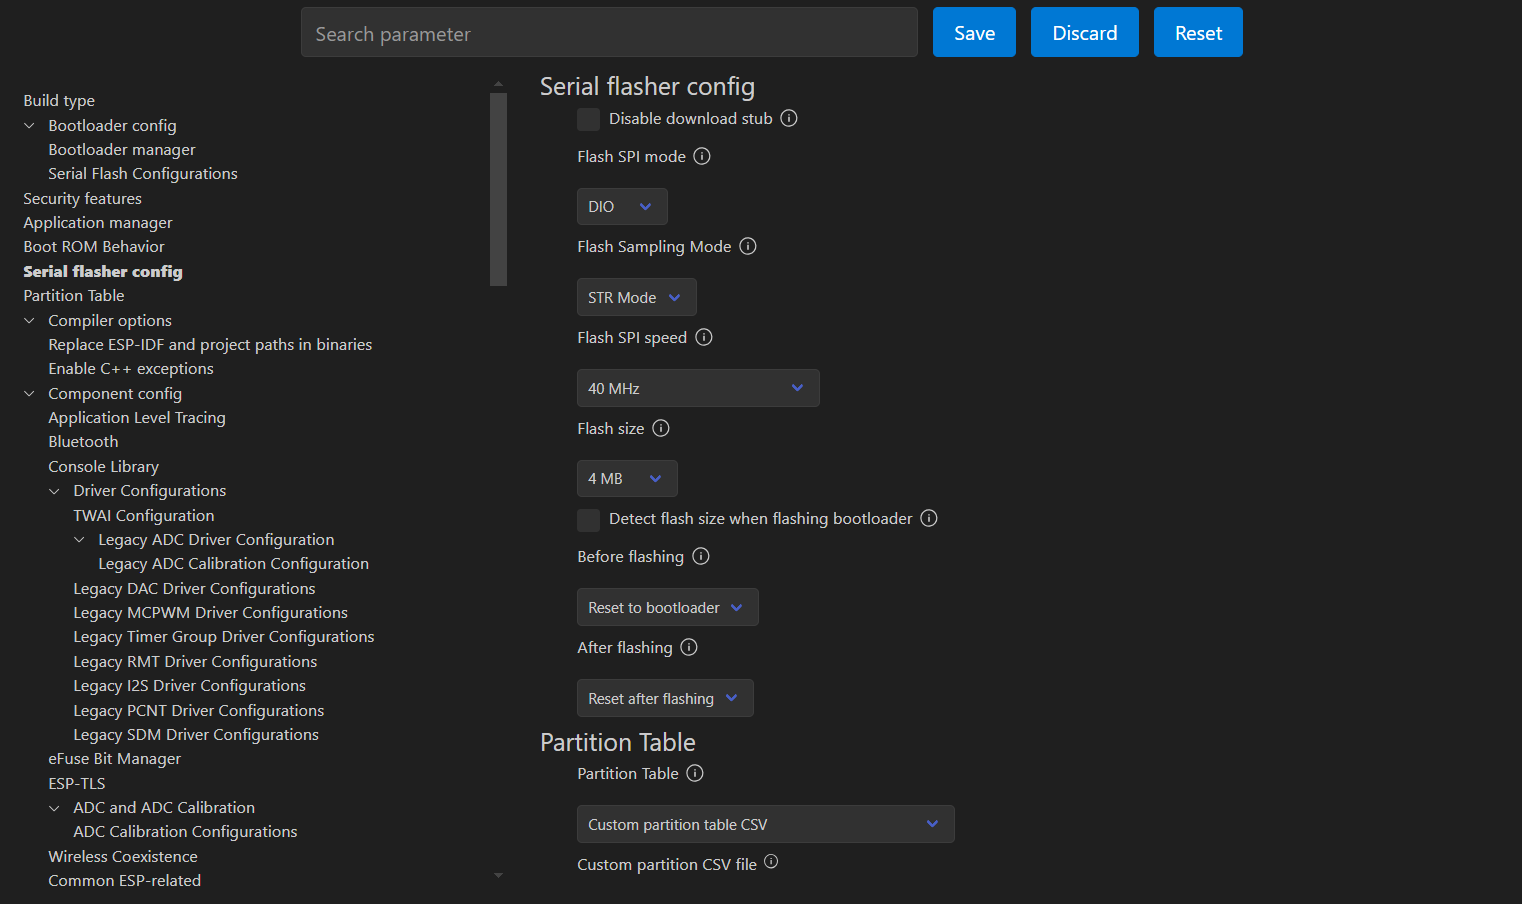 Search parameter
Save
Discard
Reset
Build type
Bootloader config
Bootloader manager
Serial Flash Configurations
Security features
Application manager
Boot ROM Behavior
Serial flasher config
Partition Table
Compiler options
Replace ESP-IDF and project paths in binaries
Enable C++ exceptions
Component config
Application Level Tracing
Bluetooth
Console Library
Driver Configurations
TWAI Configuration
Legacy ADC Driver Configuration
Legacy ADC Calibration Configuration
Legacy DAC Driver Configurations
Legacy MCPWM Driver Configurations
Legacy Timer Group Driver Configurations
Legacy RMT Driver Configurations
Legacy I2S Driver Configurations
Legacy PCNT Driver Configurations
Legacy SDM Driver Configurations
eFuse Bit Manager
ESP-TLS
ADC and ADC Calibration
ADC Calibration Configurations
Wireless Coexistence
Common ESP-related
Serial flasher config
Disable download stub
Flash SPI mode
DIO
Flash Sampling Mode
STR Mode
Flash SPI speed
40 MHz
Flash size
4 MB
Detect flash size when flashing bootloader
Before flashing
Reset to bootloader
After flashing
Reset after flashing
Partition Table
Partition Table
Custom partition table CSV
Custom partition CSV file